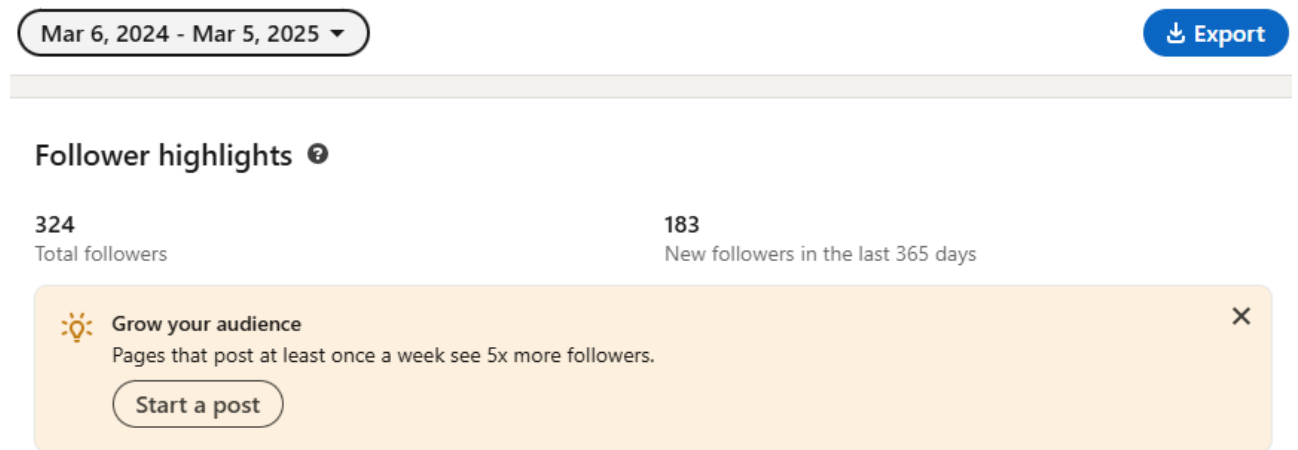 Mar 6, 2024 - Mar 5, 2025
Export
Follower highlights
324
Total followers
183
New followers in the last 365 days
Grow your audience
Pages that post at least once a week see 5x more followers.
Start a post